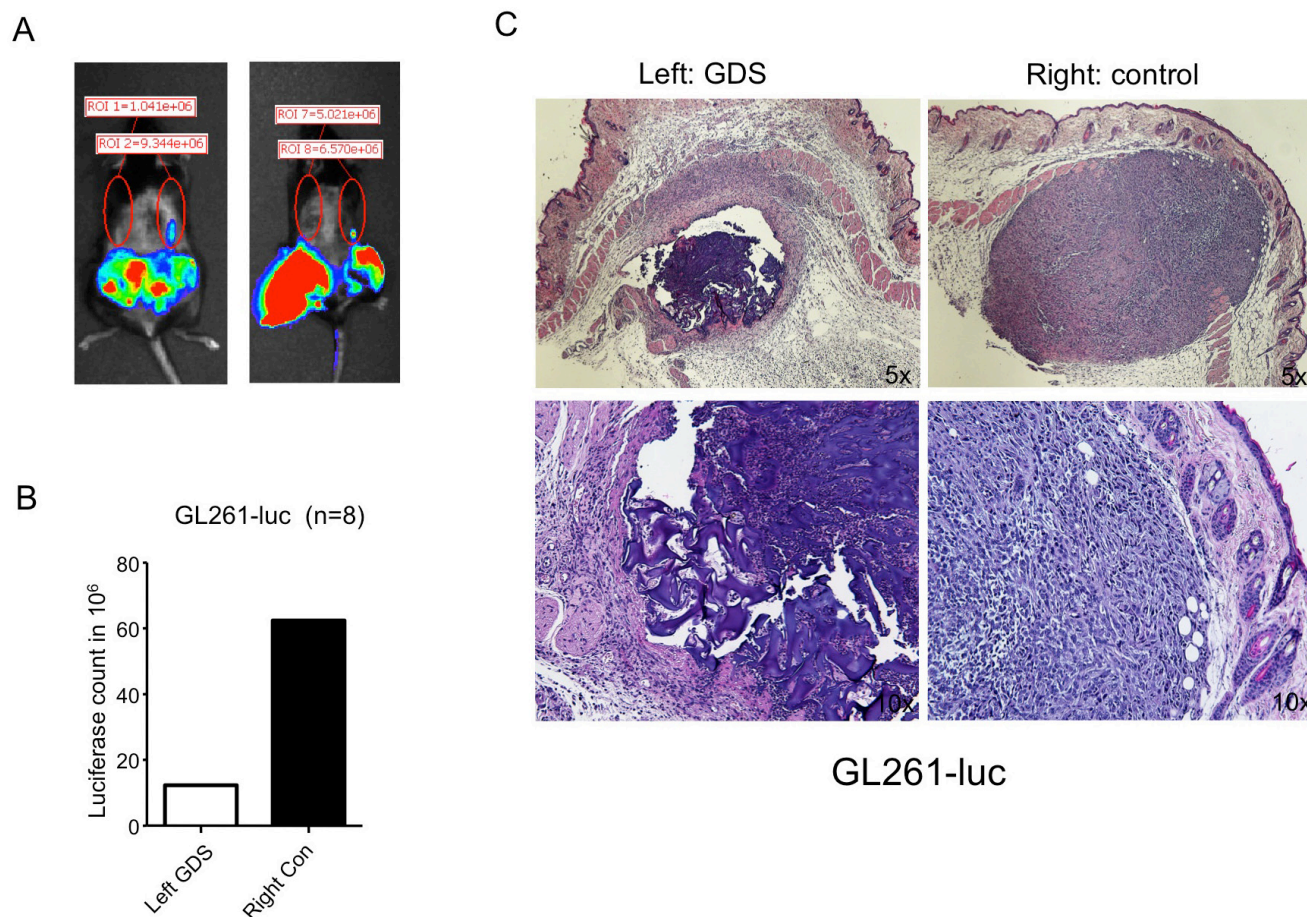 A
ROI 1=1.041e+06
ROI 2=9.344e+06
ROI 7=5.021e+06
ROI 8=6.570e+06
B
GL261-luc (n=8)
Luciferase count in 10⁶
80
60
40
20
0
Left GDS
Right Con
C
Left: GDS
Right: control
5x
5x
10x
10x
GL261-luc